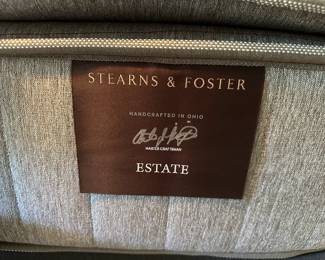 STEARNS & FOSTER
HANDCRAFTED IN OHIO
MASTER CRAFTSMAN
ESTATE